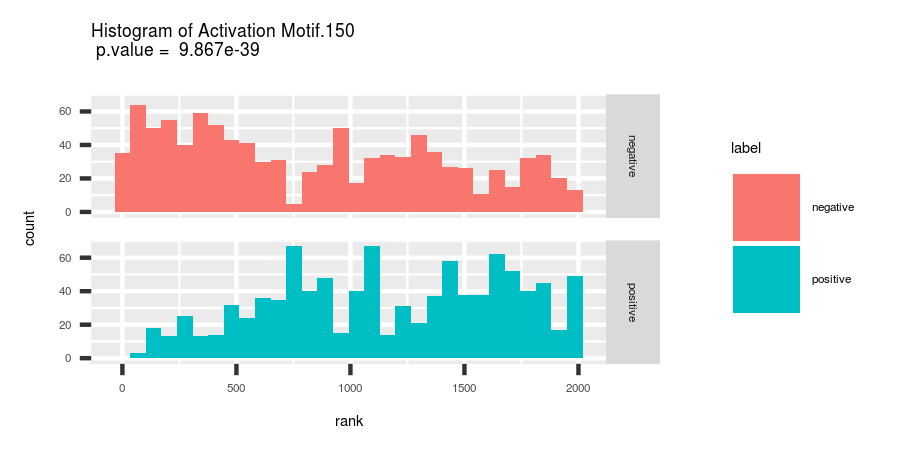 Histogram of Activation Motif.150
p.value = 9.867e-39
count
60
40
20
0
negative
60
40
20
0
positive
0 500 1000 1500 2000
rank
label
negative
positive